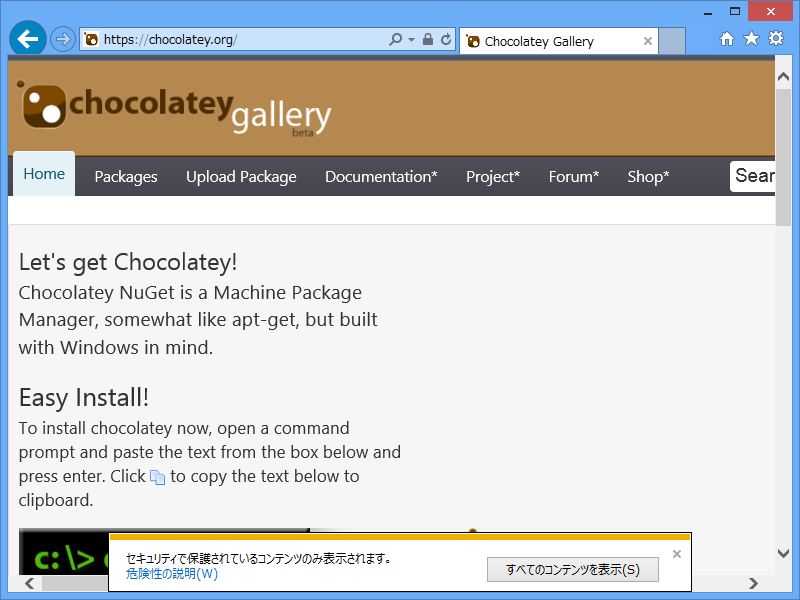 https://chocolatey.org/
Chocolatey Gallery
chocolatey
gallery
beta
Home
Packages
Upload Package
Documentation*
Project*
Forum*
Shop*
Sear
Let's get Chocolatey!
Chocolatey NuGet is a Machine Package
Manager, somewhat like apt-get, but built
with Windows in mind.
Easy Install!
To install chocolatey now, open a command
prompt and paste the text from the box below and
press enter. Click to copy the text below to
clipboard.
c:\>
セキュリティで保護されているコンテンツのみ表示されます。
危険性の説明(W)
すべてのコンテンツを表示(S)